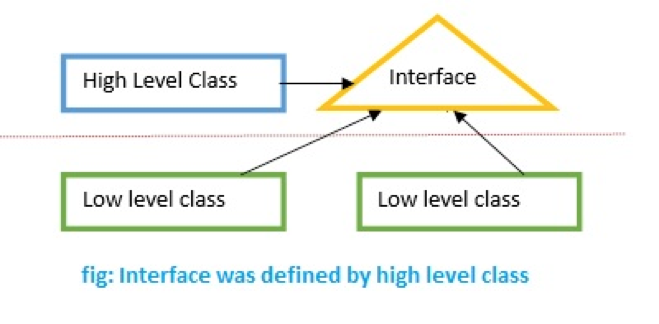 High Level Class
Interface
Low level class
Low level class
fig: Interface was defined by high level class